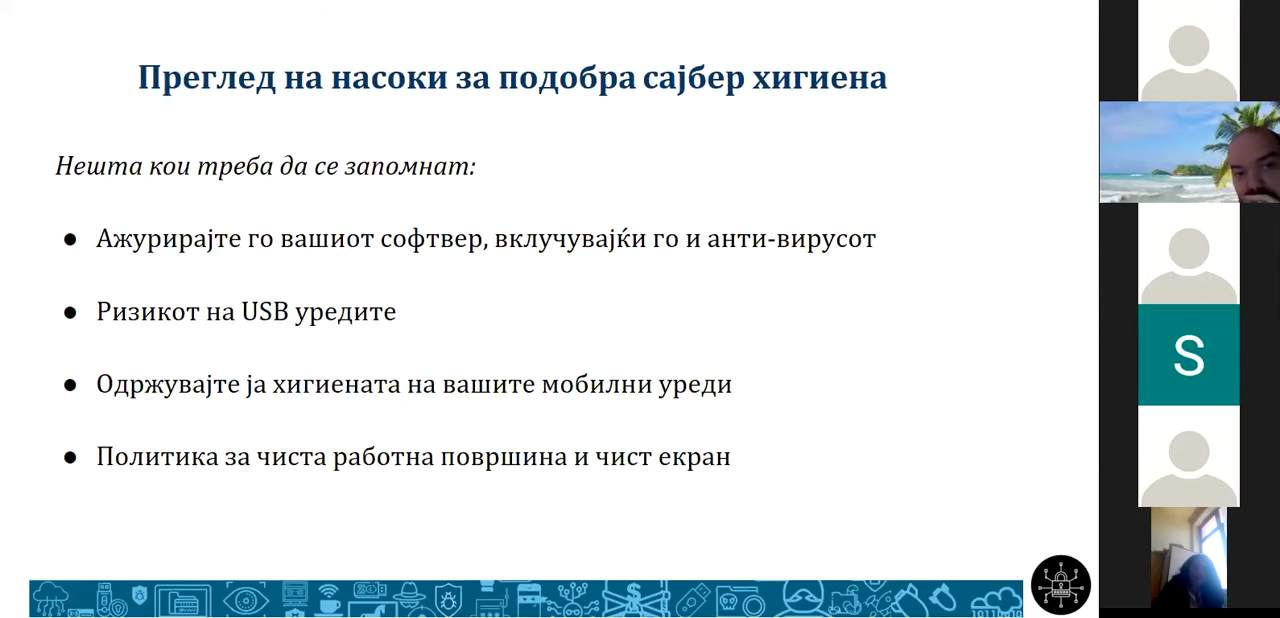 Преглед на насоки за подобра сајбер хигиена
Нешта кои треба да се запомнат:
● Ажурирајте го вашиот софтвер, вклучувајќи го и анти-вирусот
● Ризикот на USB уредите
● Одржувајте ја хигиената на вашите мобилни уреди
● Политика за чиста работна површина и чист екран
S